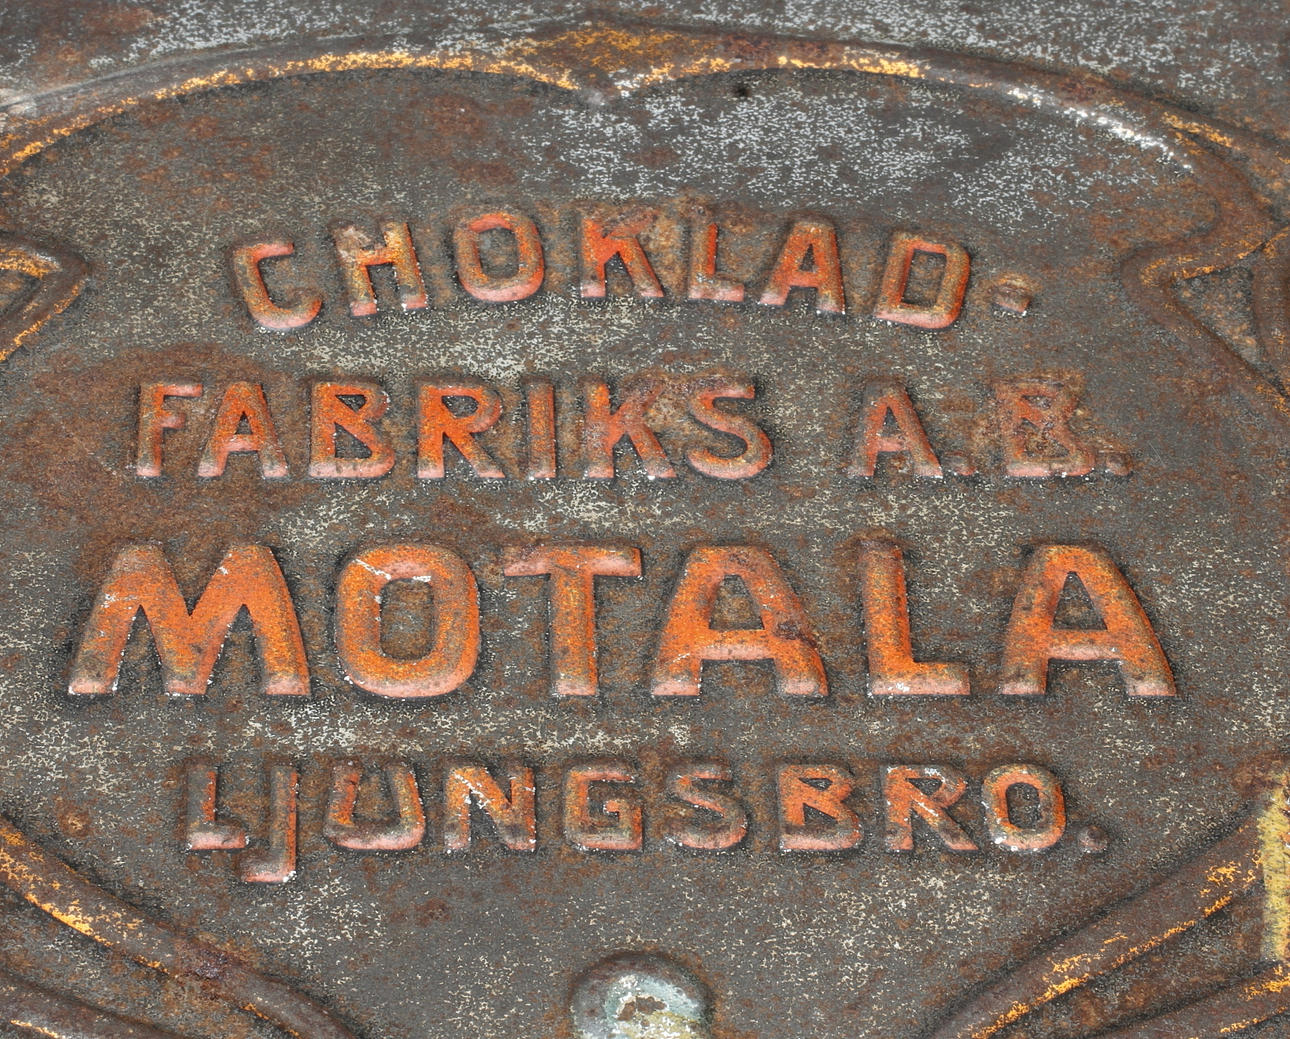 CHOKLAD-
FABRIKS A.B.
MOTALA
LJUNGSBRO.